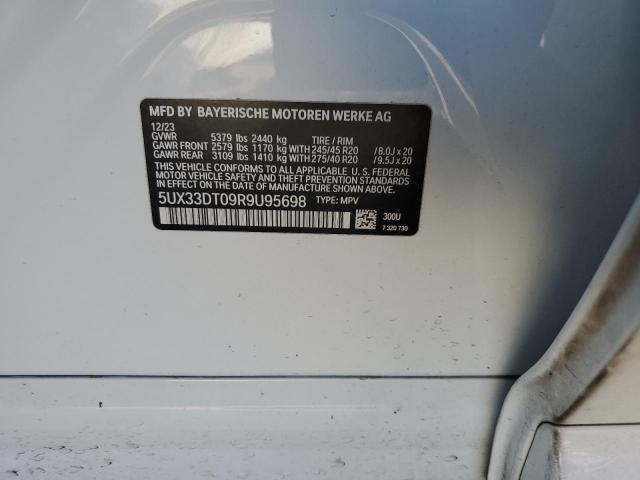 MFD BY BAYERISCHE MOTOREN WERKE AG
12/23
GVWR 5379 lbs 2440 kg TIRE / RIM
GAWR FRONT 2579 lbs 1170 kg WITH 245/45 R20 / 8.0J x 20
GAWR REAR 3109 lbs 1410 kg WITH 275/40 R20 / 9.5J x 20
THIS VEHICLE CONFORMS TO ALL APPLICABLE U. S. FEDERAL
MOTOR VEHICLE SAFETY STANDARDS IN EFFECT ON THE
DATE OF MANUFACTURE SHOWN ABOVE.
5UX33DT09R9U95698 TYPE: MPV
300U
7 320 730